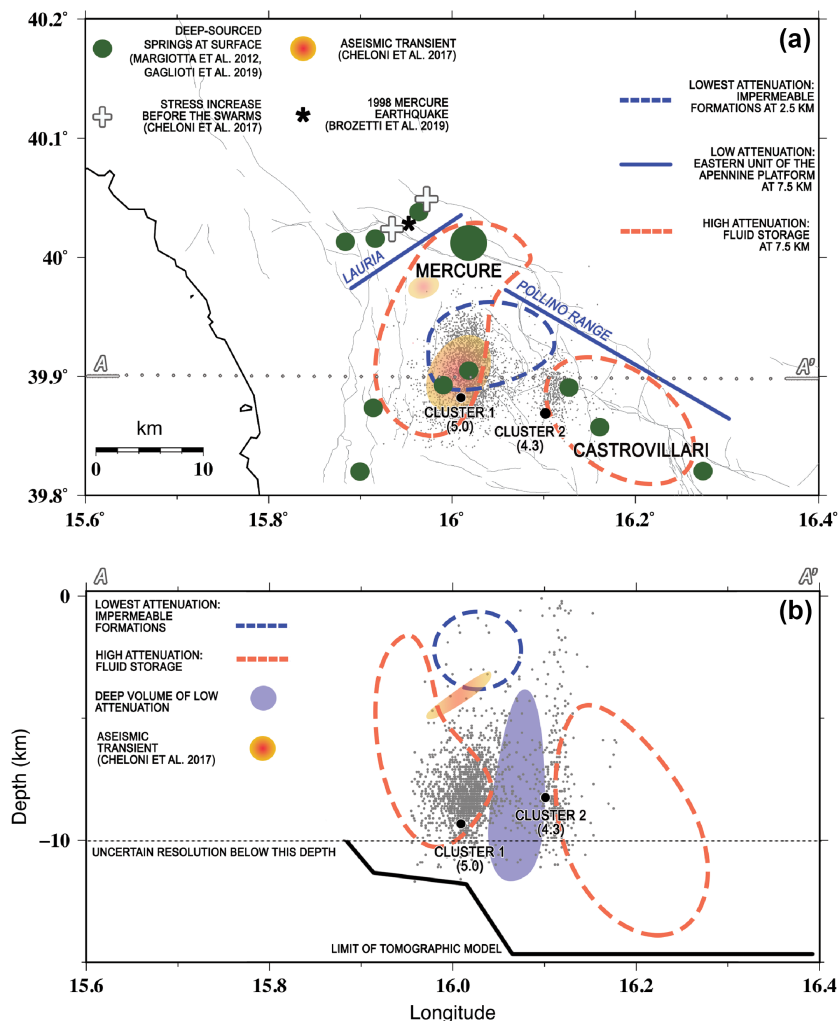 40.2°
(a)
DEEP-SOURCED
SPRINGS AT SURFACE
(MARGIOTTA ET AL. 2012,
GAGLIOTI ET AL. 2019)
ASEISMIC TRANSIENT
(CHELONI ET AL. 2017)
STRESS INCREASE
BEFORE THE SWARMS
(CHELONI ET AL. 2017)
1998 MERCURE
EARTHQUAKE
(BROZETTI ET AL. 2019)
LOWEST ATTENUATION:
IMPERMEABLE
FORMATIONS AT 2.5 KM
LOW ATTENUATION:
EASTERN UNIT OF THE
APENNINE PLATFORM
AT 7.5 KM
HIGH ATTENUATION:
FLUID STORAGE
AT 7.5 KM
40.1°
40°
LAURIA
MERCURE
POLLINO RANGE
A
A'
39.9°
CLUSTER 1
(5.0)
CLUSTER 2
(4.3)
CASTROVILLARI
km
0
10
39.8°
15.6°
15.8°
16°
16.2°
16.4°
A
A'
0
(b)
LOWEST ATTENUATION:
IMPERMEABLE
FORMATIONS
HIGH ATTENUATION:
FLUID STORAGE
DEEP VOLUME OF LOW
ATTENUATION
ASEISMIC
TRANSIENT
(CHELONI ET AL. 2017)
Depth (km)
CLUSTER 2
(4.3)
−10
UNCERTAIN RESOLUTION BELOW THIS DEPTH
CLUSTER 1
(5.0)
LIMIT OF TOMOGRAPHIC MODEL
15.6
15.8
16.0
16.2
16.4
Longitude